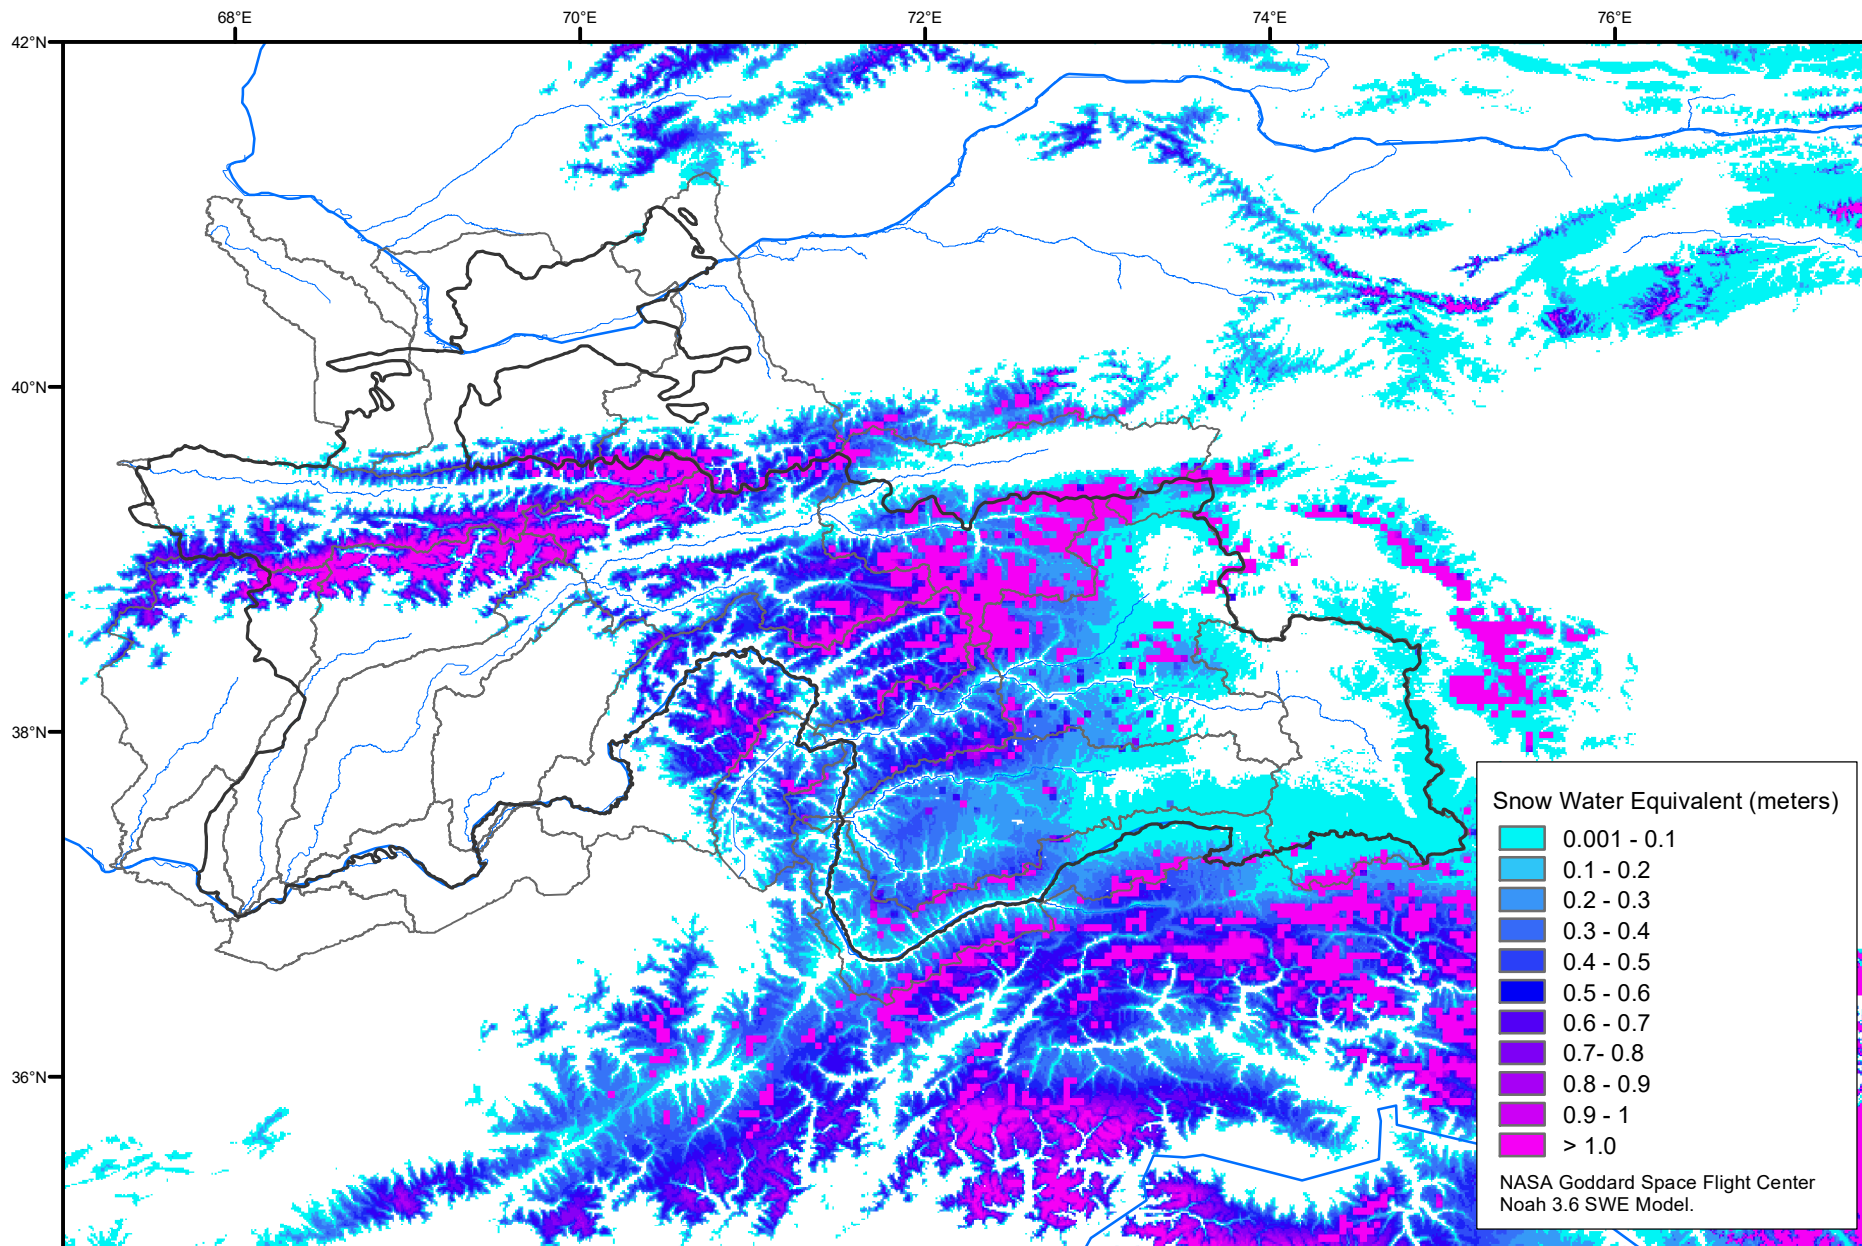 68°E 70°E 72°E 74°E 76°E
42°N
40°N
38°N
36°N
Snow Water Equivalent (meters)
0.001 - 0.1
0.1 - 0.2
0.2 - 0.3
0.3 - 0.4
0.4 - 0.5
0.5 - 0.6
0.6 - 0.7
0.7- 0.8
0.8 - 0.9
0.9 - 1
> 1.0
NASA Goddard Space Flight Center
Noah 3.6 SWE Model.